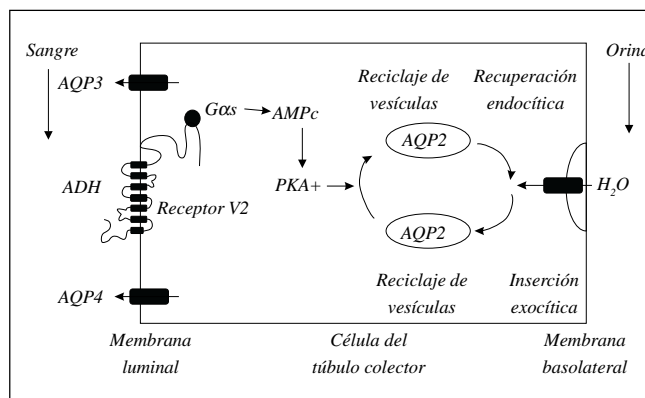 Sangre
Orina
AQP3
Reciclaje de
vesículas
Recuperación
endocítica
Gαs
AMPc
AQP2
ADH
Receptor V2
PKA+
H₂O
AQP2
AQP4
Reciclaje de
vesículas
Inserción
exocítica
Membrana
luminal
Célula del
túbulo colector
Membrana
basolateral